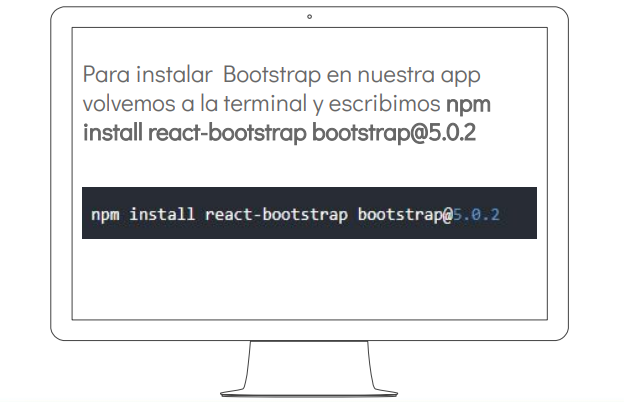 Para instalar Bootstrap en nuestra app
volvemos a la terminal y escribimos npm
install react-bootstrap bootstrap@5.0.2
npm install react-bootstrap bootstrap@5.0.2